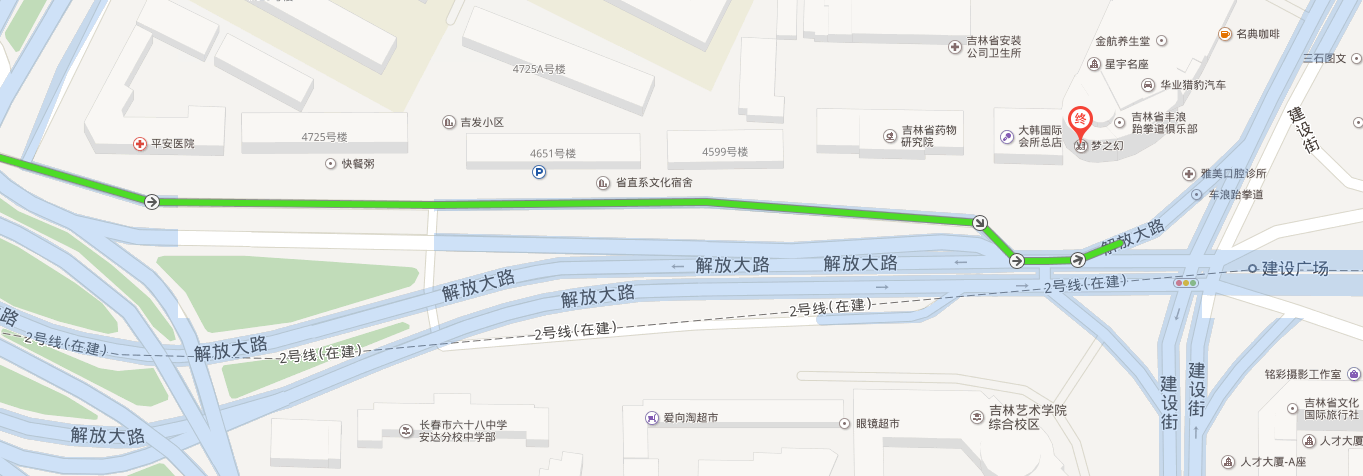 名典咖啡
金航养生堂
吉林省安装
公司卫生所
三石图文
星宇名座
4725A号楼
华业猎豹汽车
建设街
终
吉发小区
吉林省丰浪
跆拳道俱乐部
4725号楼
平安医院
吉林省药物
研究院
大韩国际
会所总店
梦之幻
4651号楼
4599号楼
快餐粥
P
省直系文化宿舍
雅美口腔诊所
车浪跆拳道
解放大路
解放大路
解放大路
建设广场
解放大路
解放大路
2号线(在建)
2号线(在建)
2号线(在建)
路
2号线(在建)
解放大路
2号线(在建)
建设街
建设街
铭彩摄影工作室
吉林省文化
国际旅行社
吉林艺术学院
综合校区
爱向淘超市
眼镜超市
长春市六十八中学
安达分校中学部
解放大路
人才大厦
人才大厦-A座